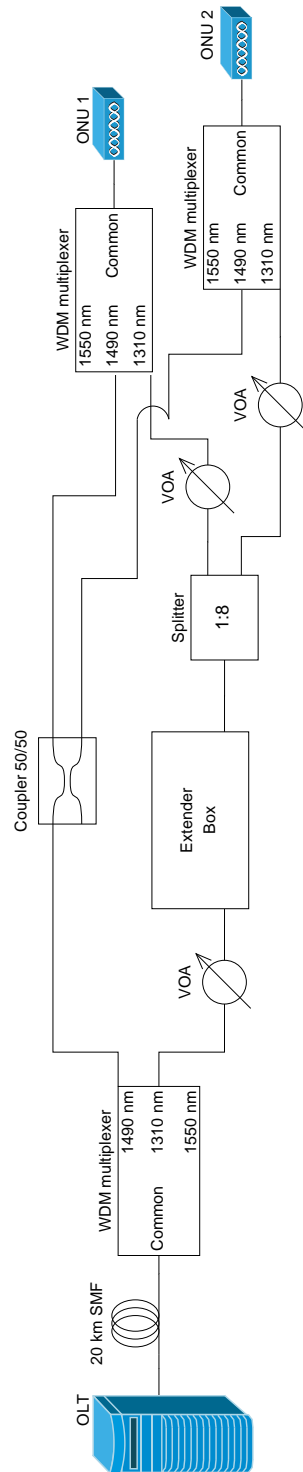 OLT
20 km SMF
WDM multiplexer
Common
1490 nm
1310 nm
1550 nm
Coupler 50/50
VOA
Extender
Box
Splitter
1:8
VOA
VOA
WDM multiplexer
1550 nm
1490 nm
1310 nm
Common
ONU 1
WDM multiplexer
1550 nm
1490 nm
1310 nm
Common
ONU 2